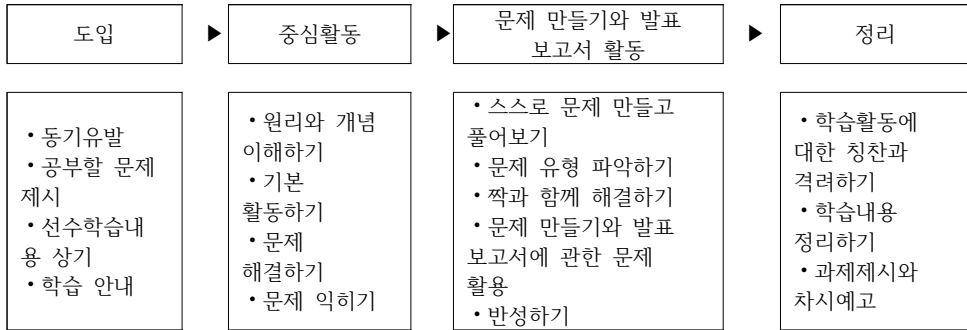 도입 ▶ 중심활동 ▶ 문제 만들기와 발표 보고서 활동 ▶ 정리
• 동기유발
• 공부할 문제
제시
• 선수학습내
용 상기
• 학습 안내
• 원리와 개념
이해하기
• 기본
활동하기
• 문제
해결하기
• 문제 익히기
• 스스로 문제 만들고
풀어보기
• 문제 유형 파악하기
• 짝과 함께 해결하기
• 문제 만들기와 발표
보고서에 관한 문제
활용
• 반성하기
• 학습활동에
대한 칭찬과
격려하기
• 학습내용
정리하기
• 과제제시와
차시예고